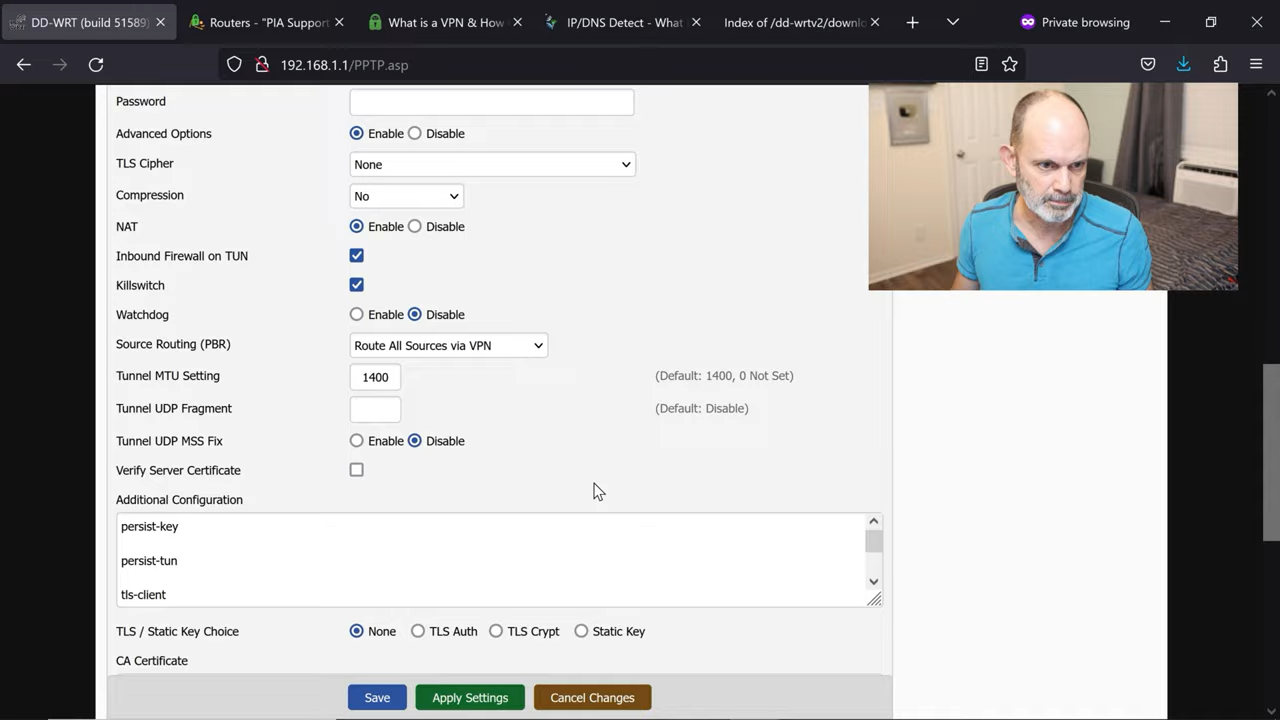 DD-WRT (build 51589)
Routers - "PIA Support
What is a VPN & How
IP/DNS Detect - What
Index of /dd-wrtv2/downlo
Private browsing
192.168.1.1/PPTP.asp
Password
Advanced Options Enable Disable
TLS Cipher None
Compression No
NAT Enable Disable
Inbound Firewall on TUN
Killswitch
Watchdog Enable Disable
Source Routing (PBR) Route All Sources via VPN
Tunnel MTU Setting 1400 (Default: 1400, 0 Not Set)
Tunnel UDP Fragment (Default: Disable)
Tunnel UDP MSS Fix Enable Disable
Verify Server Certificate
Additional Configuration
persist-key
persist-tun
tls-client
TLS / Static Key Choice None TLS Auth TLS Crypt Static Key
CA Certificate
Save Apply Settings Cancel Changes